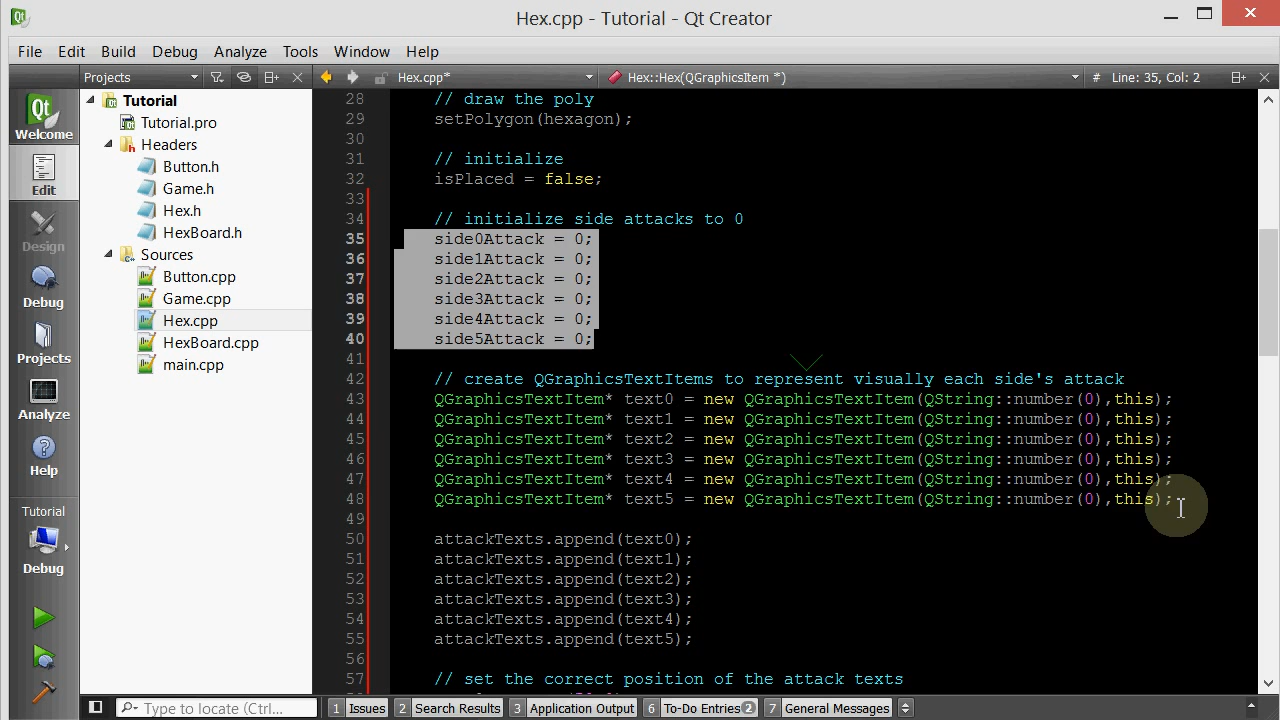 Hex.cpp - Tutorial - Qt Creator
File Edit Build Debug Analyze Tools Window Help
Projects Hex.cpp* Hex::Hex(QGraphicsItem *) # Line: 35, Col: 2
Welcome
Edit
Design
Debug
Projects
Analyze
Help
Tutorial
Debug
Tutorial
Tutorial.pro
Headers
Button.h
Game.h
Hex.h
HexBoard.h
Sources
Button.cpp
Game.cpp
Hex.cpp
HexBoard.cpp
main.cpp
28 // draw the poly
29 setPolygon(hexagon);
30
31 // initialize
32 isPlaced = false;
33
34 // initialize side attacks to 0
35 side0Attack = 0;
36 side1Attack = 0;
37 side2Attack = 0;
38 side3Attack = 0;
39 side4Attack = 0;
40 side5Attack = 0;
41
42 // create QGraphicsTextItems to represent visually each side's attack
43 QGraphicsTextItem* text0 = new QGraphicsTextItem(QString::number(0),this);
44 QGraphicsTextItem* text1 = new QGraphicsTextItem(QString::number(0),this);
45 QGraphicsTextItem* text2 = new QGraphicsTextItem(QString::number(0),this);
46 QGraphicsTextItem* text3 = new QGraphicsTextItem(QString::number(0),this);
47 QGraphicsTextItem* text4 = new QGraphicsTextItem(QString::number(0),this);
48 QGraphicsTextItem* text5 = new QGraphicsTextItem(QString::number(0),this);
49
50 attackTexts.append(text0);
51 attackTexts.append(text1);
52 attackTexts.append(text2);
53 attackTexts.append(text3);
54 attackTexts.append(text4);
55 attackTexts.append(text5);
56
57 // set the correct position of the attack texts
Type to locate (Ctrl... 1 Issues 2 Search Results 3 Application Output 6 To-Do Entries 2 7 General Messages